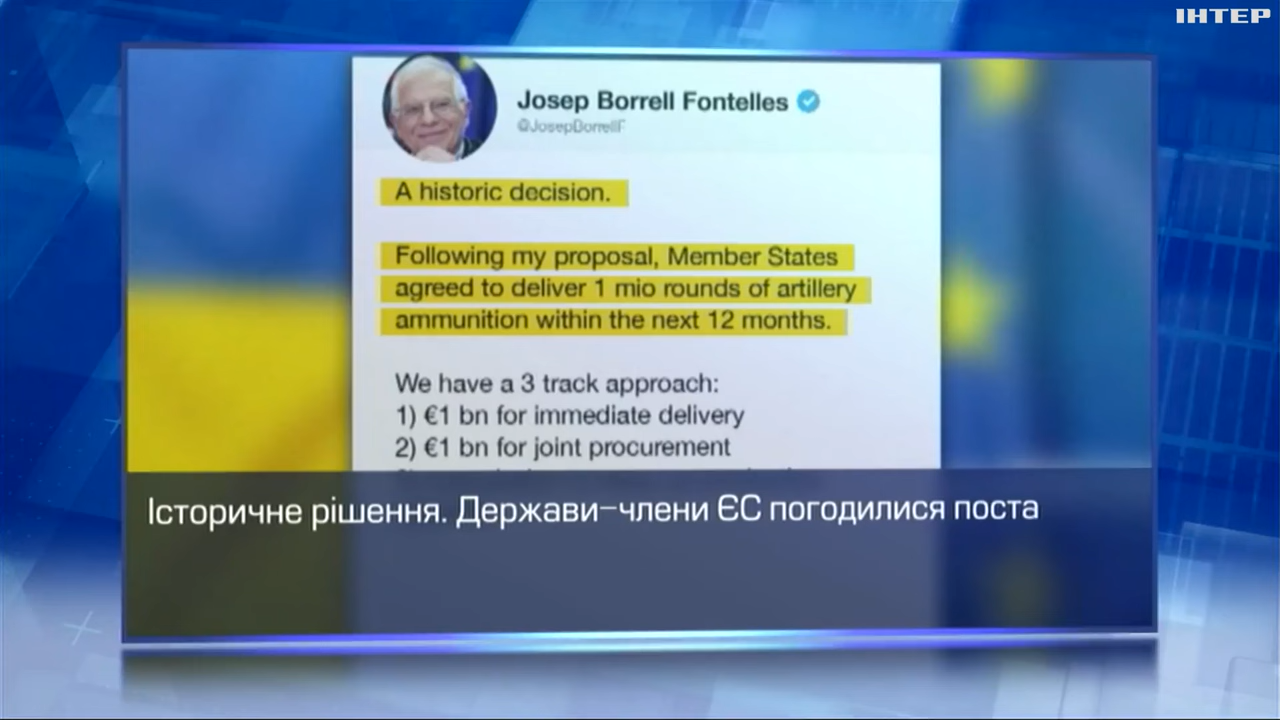 ІНТЕР
Josep Borrell Fontelles
@JosepBorrellF
A historic decision.
Following my proposal, Member States
agreed to deliver 1 mio rounds of artillery
ammunition within the next 12 months.
We have a 3 track approach:
1) €1 bn for immediate delivery
2) €1 bn for joint procurement
Історичне рішення. Держави-члени ЄС погодилися поста